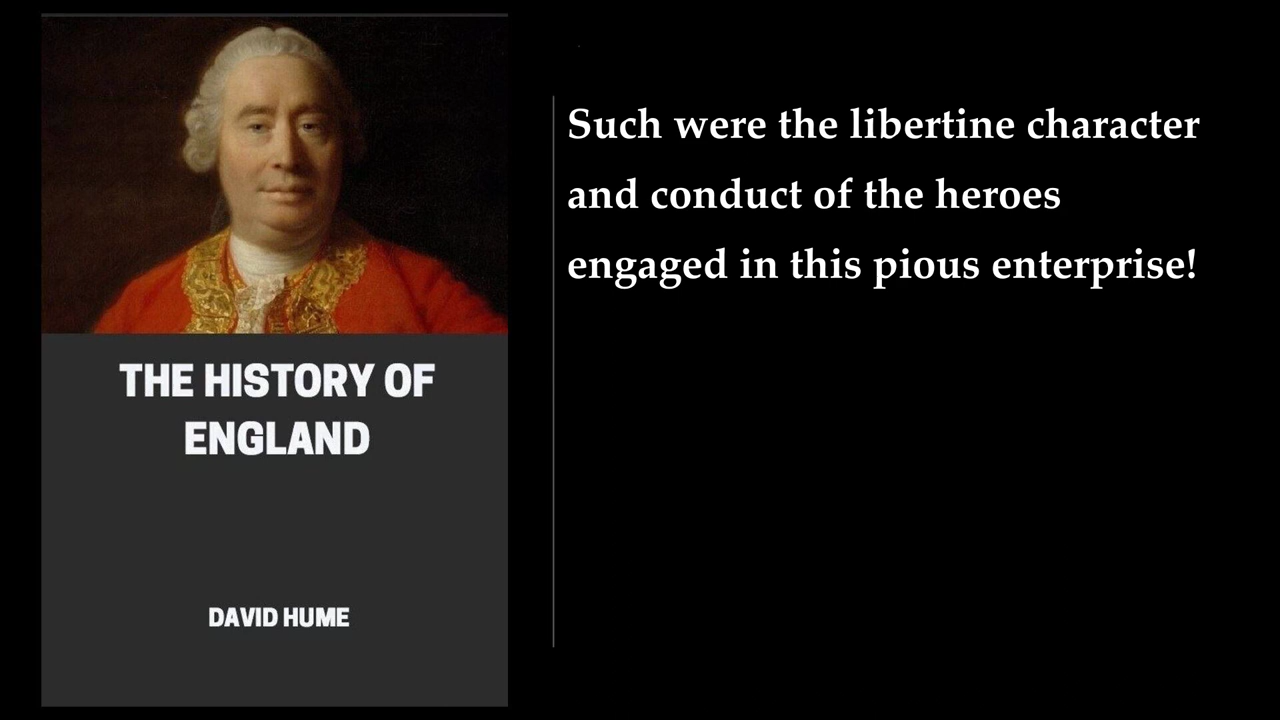 THE HISTORY OF
ENGLAND
DAVID HUME
Such were the libertine character
and conduct of the heroes
engaged in this pious enterprise!